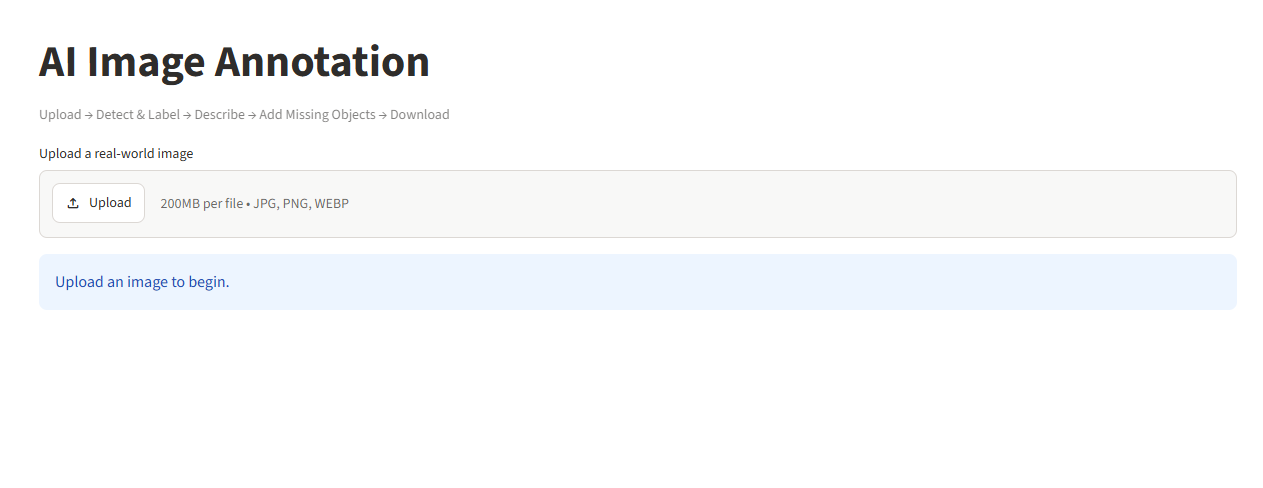 AI Image Annotation
Upload → Detect & Label → Describe → Add Missing Objects → Download
Upload a real-world image
Upload 200MB per file • JPG, PNG, WEBP
Upload an image to begin.